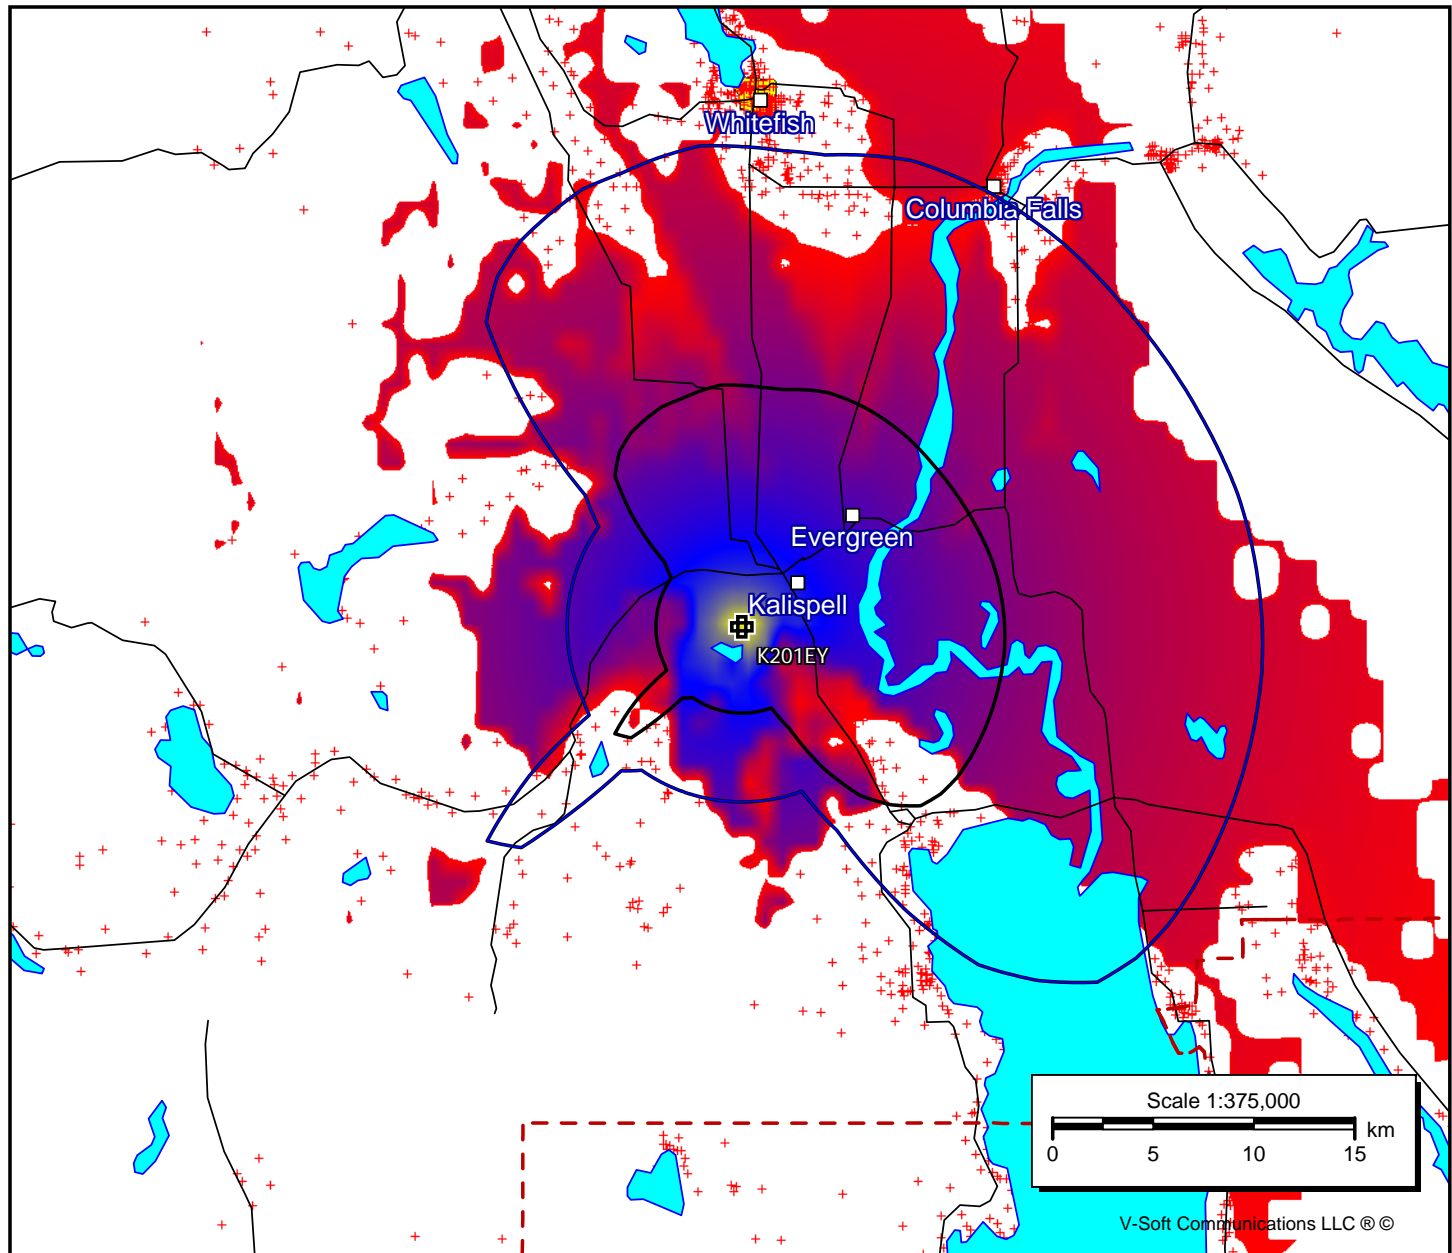 Whitefish
Columbia Falls
Evergreen
Kalispell
K201EY
Scale 1:375,000
km
0 5 10 15
V-Soft Communications LLC ® ©